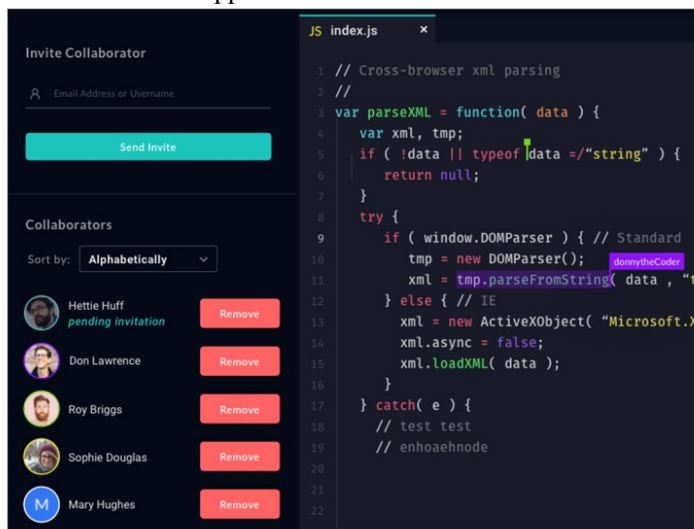 Invite Collaborator
Email Address or Username
Send Invite
Collaborators
Sort by: Alphabetically
Hettie Huff
pending invitation
Remove
Don Lawrence
Remove
Roy Briggs
Remove
Sophie Douglas
Remove
M
Mary Hughes
Remove
JS index.js ×
1 // Cross-browser xml parsing
2 //
3 var parseXML = function( data ) {
4 var xml, tmp;
5 if ( !data || typeof data =/“string” ) {
6 return null;
7 }
8 try {
9 if ( window.DOMParser ) { // Standard
10 tmp = new DOMParser();
donnytheCoder
11 xml = tmp.parseFromString( data , “t
12 } else { // IE
13 xml = new ActiveXObject( “Microsoft.X
14 xml.async = false;
15 xml.loadXML( data );
16 }
17 } catch( e ) {
18 // test test
19 // enhoaehnode
20
21
22